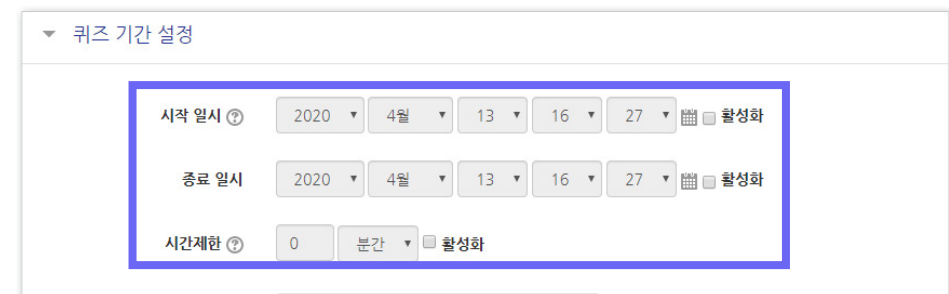 퀴즈 기간 설정
시작 일시 2020 4월 13 16 27 활성화
종료 일시 2020 4월 13 16 27 활성화
시간제한 0 분간 활성화